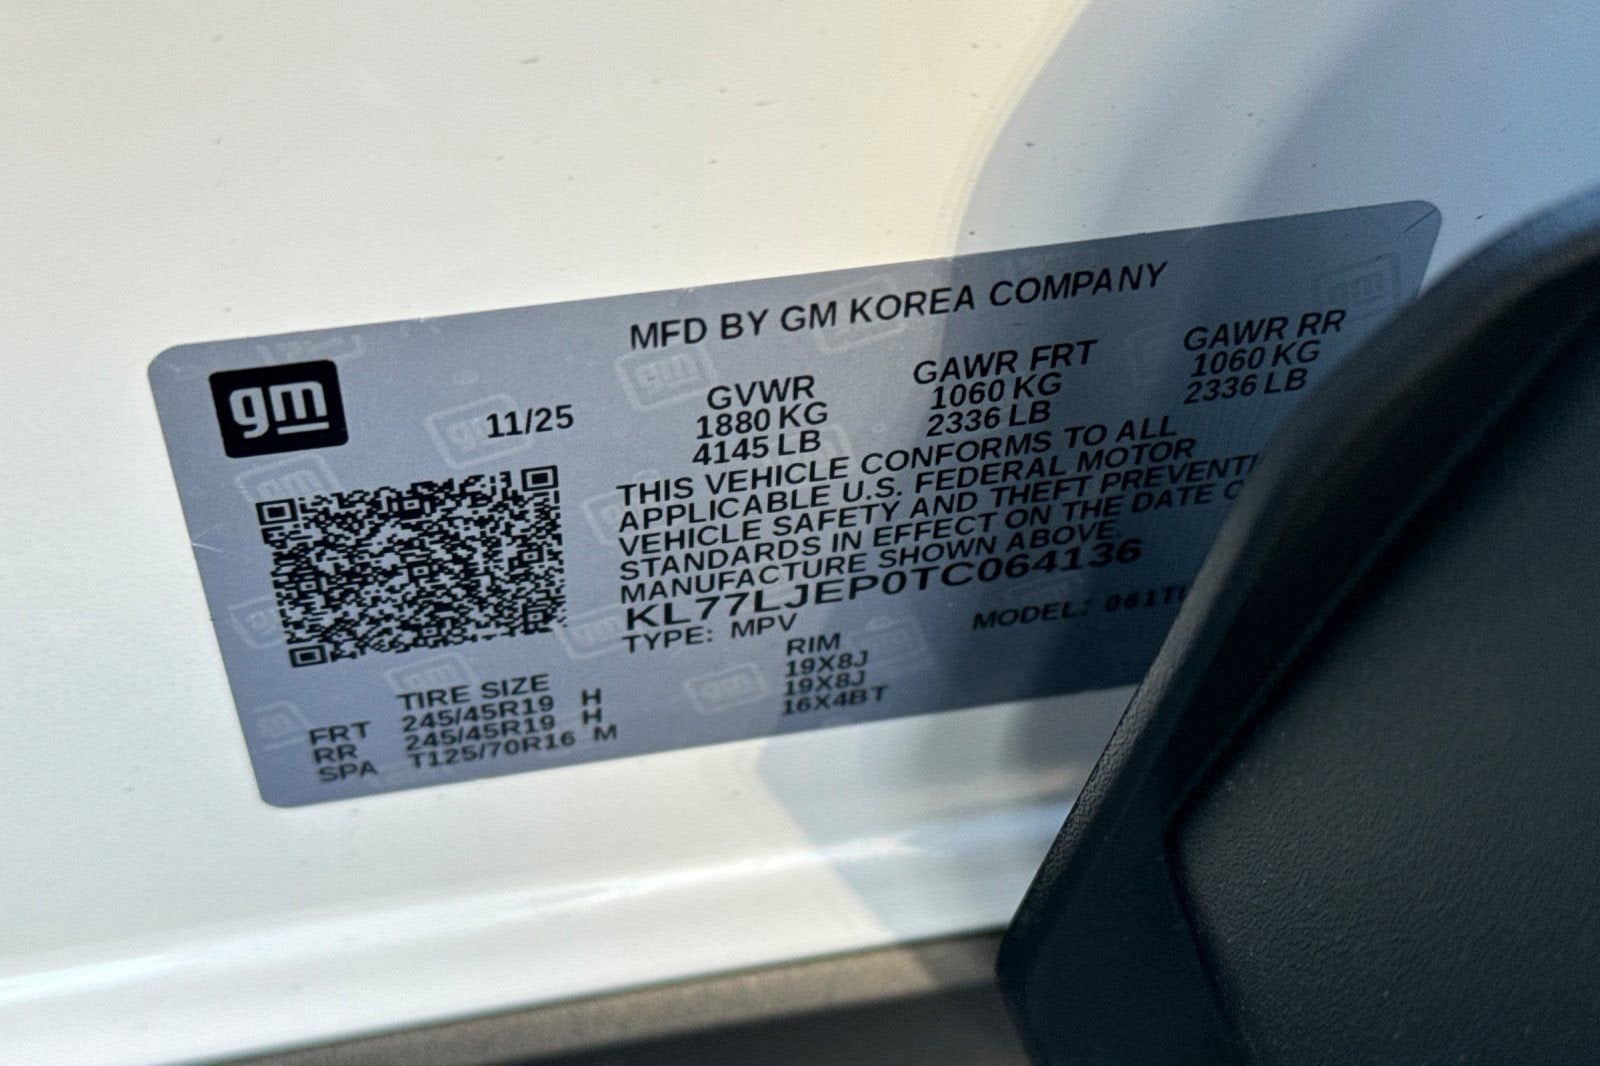 MFD BY GM KOREA COMPANY
gm
11/25
GVWR GAWR FRT GAWR RR
1880 KG 1060 KG 1060 KG
4145 LB 2336 LB 2336 LB
THIS VEHICLE CONFORMS TO ALL
APPLICABLE U.S. FEDERAL MOTOR
VEHICLE SAFETY AND THEFT PREVENTI
STANDARDS IN EFFECT ON THE DATE O
MANUFACTURE SHOWN ABOVE.
KL77LJEP0TC064136
TYPE: MPV MODEL: 061TU
TIRE SIZE RIM
FRT 245/45R19 H 19X8J
RR 245/45R19 H 19X8J
SPA T125/70R16 M 16X4BT